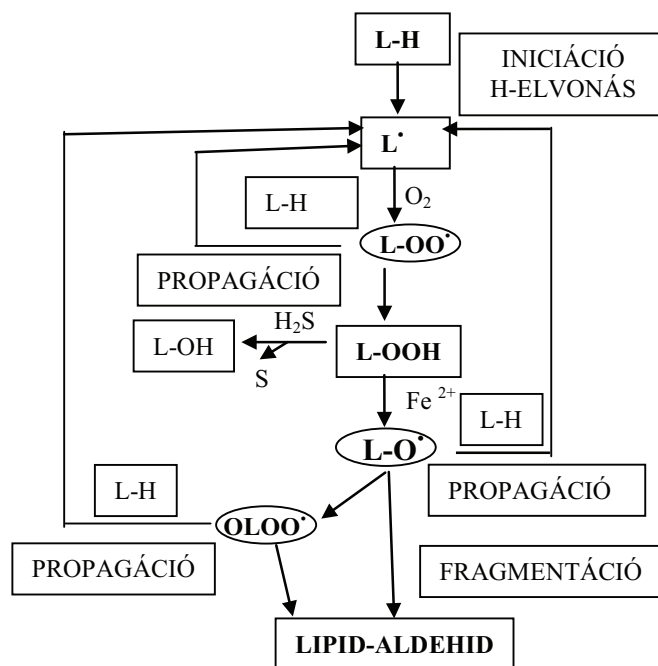 L-H
INICIÁCIÓ
H-ELVONÁS
L•
L-H
O₂
L-OO•
PROPAGÁCIÓ
H₂S
L-OH
L-OOH
S
Fe ²⁺
L-H
L-O•
L-H
PROPAGÁCIÓ
OLOO•
PROPAGÁCIÓ
FRAGMENTÁCIÓ
LIPID-ALDEHID